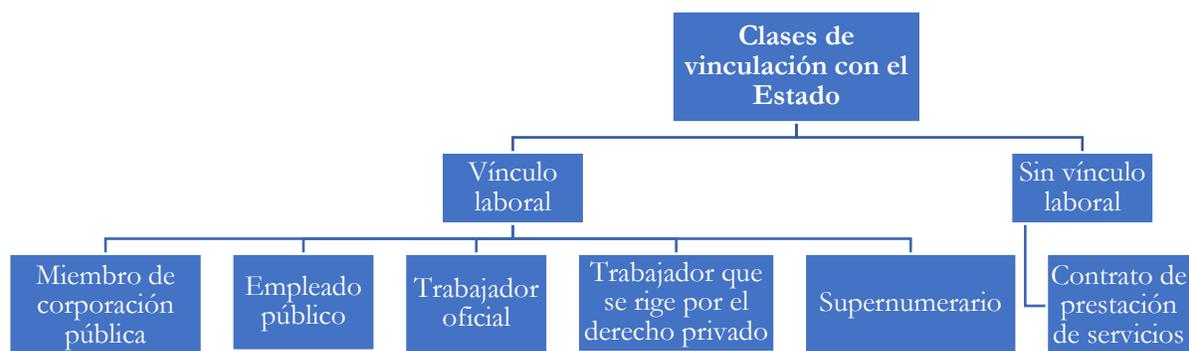 Clases de
vinculación con el
Estado
Vínculo
laboral
Sin vínculo
laboral
Miembro de
corporación
pública
Empleado
público
Trabajador
oficial
Trabajador que
se rige por el
derecho privado
Supernumerario
Contrato de
prestación
de servicios